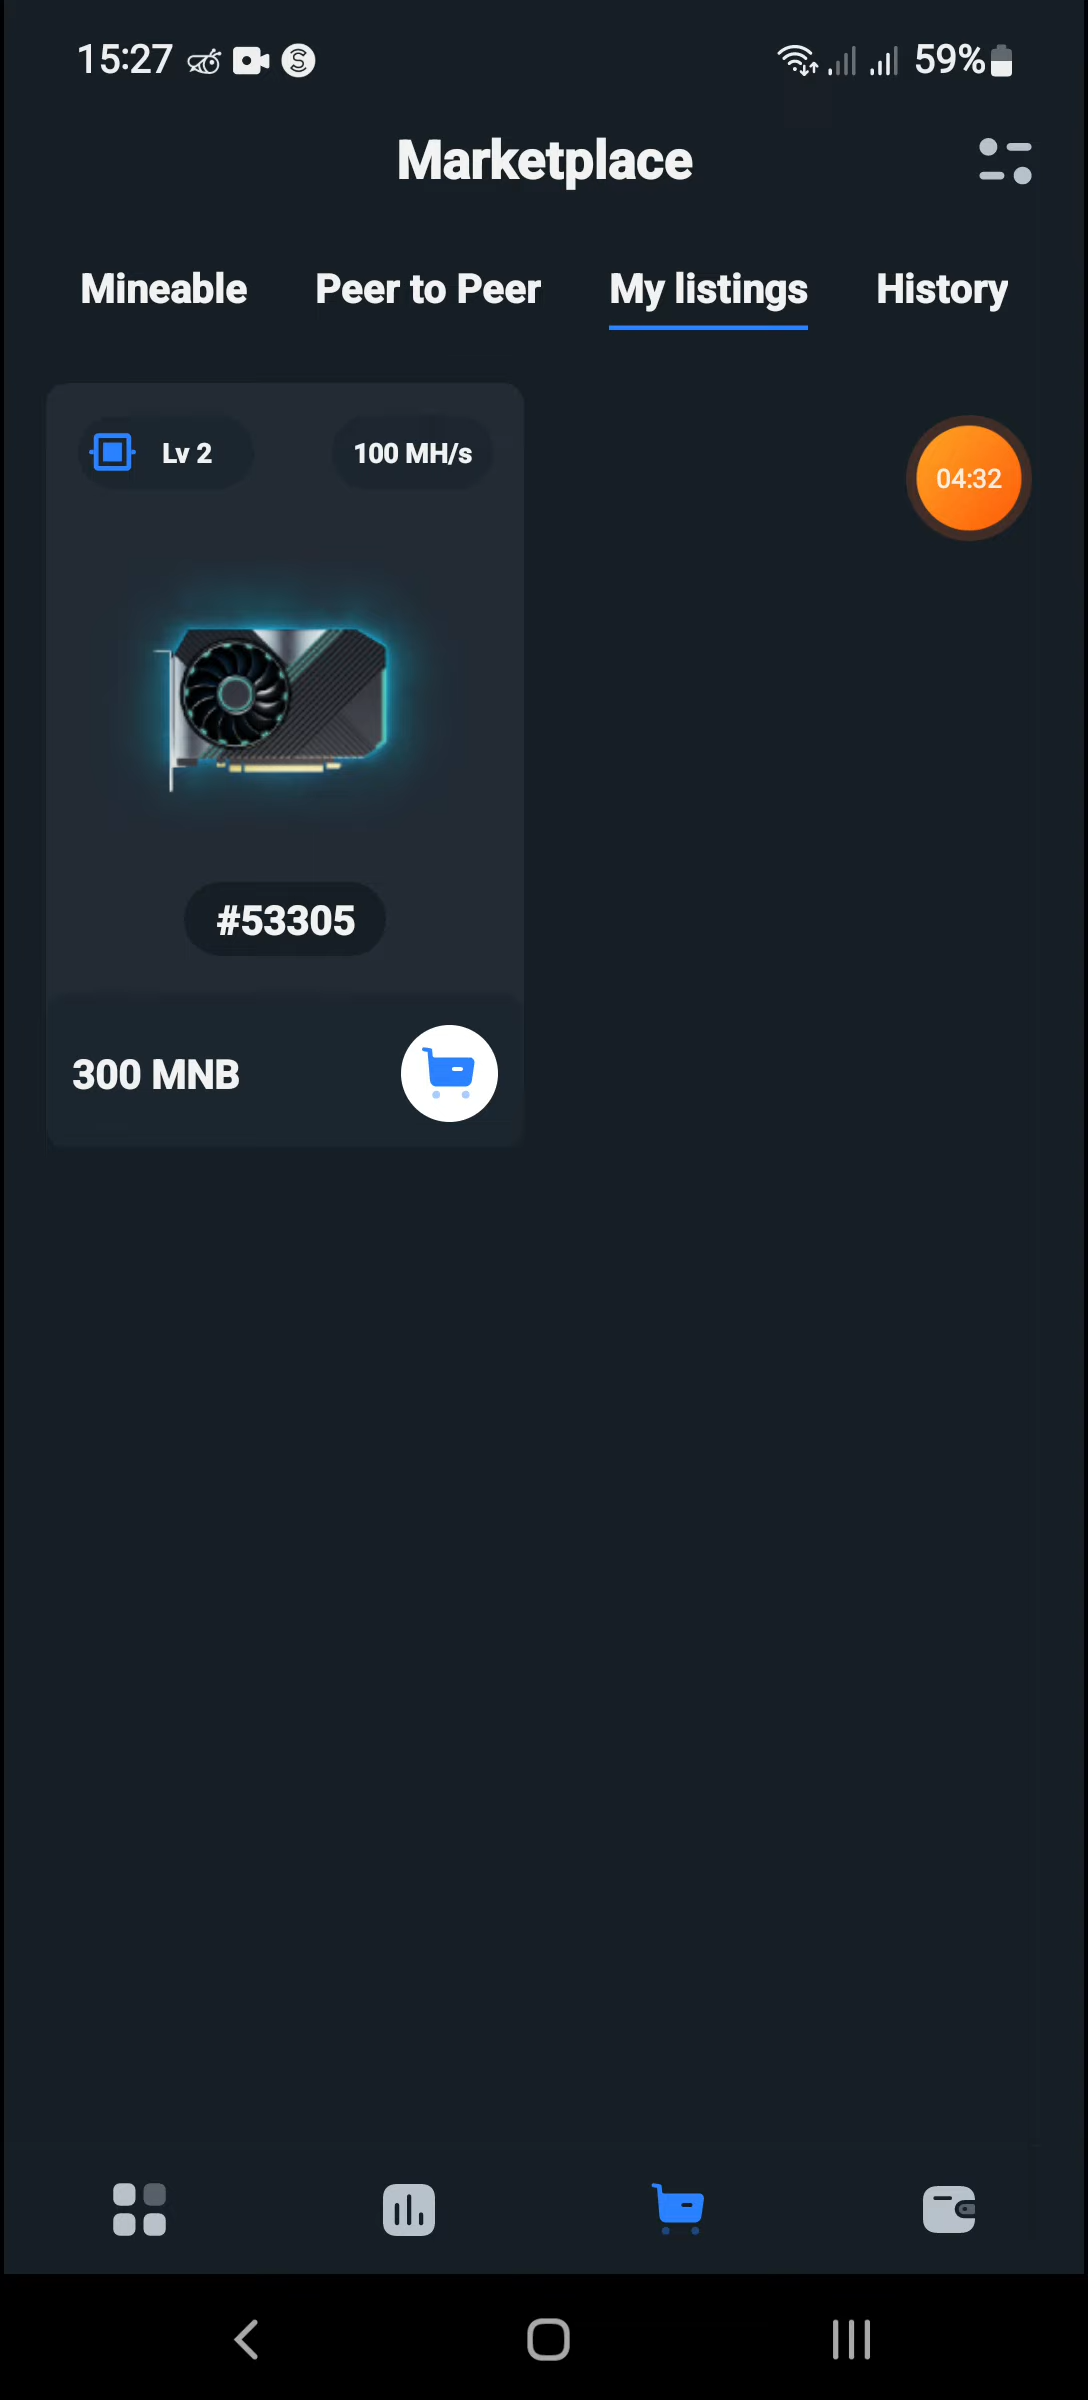 15:27
59%
Marketplace
Mineable Peer to Peer My listings History
Lv 2 100 MH/s
04:32
#53305
300 MNB